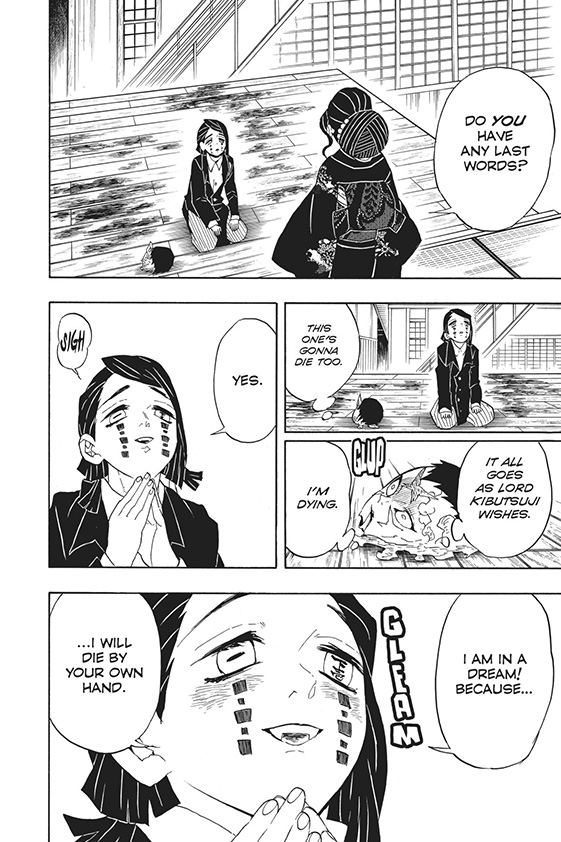 DO YOU
HAVE
ANY LAST
WORDS?
THIS
ONE'S
GONNA
DIE TOO.
YES.
SIGH
IT ALL
GOES
AS LORD
KIBUTSUJI
WISHES.
GLUP
I'M
DYING.
I AM IN A
DREAM!
BECAUSE...
GLEAM
...I WILL
DIE BY
YOUR OWN
HAND.